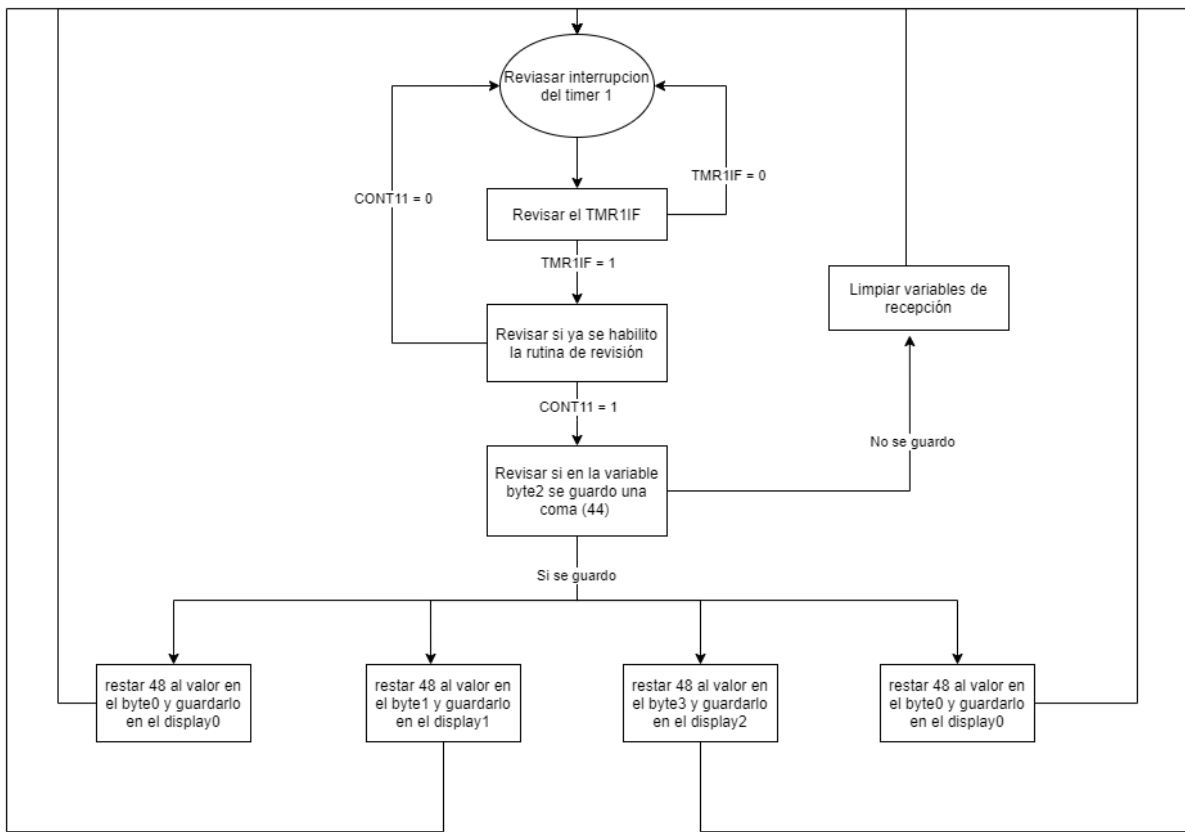 Reviasar interrupcion
del timer 1
TMR1IF = 0
CONT11 = 0
Revisar el TMR1IF
TMR1IF = 1
Limpiar variables de
recepción
Revisar si ya se habilito
la rutina de revisión
CONT11 = 1
No se guardo
Revisar si en la variable
byte2 se guardo una
coma (44)
Si se guardo
restar 48 al valor en
el byte0 y guardarlo
en el display0
restar 48 al valor en
el byte1 y guardarlo
en el display1
restar 48 al valor en
el byte3 y guardarlo
en el display2
restar 48 al valor en
el byte0 y guardarlo
en el display0